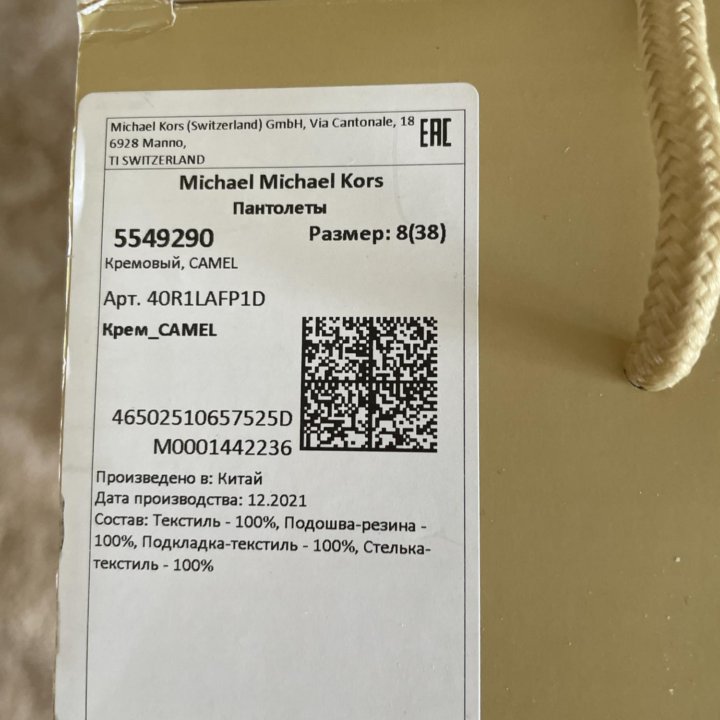 Michael Kors (Switzerland) GmbH, Via Cantonale, 18
6928 Manno,
TI SWITZERLAND
EAC
Michael Michael Kors
Пантолеты
5549290
Размер: 8(38)
Кремовый, CAMEL
Арт. 40R1LAFP1D
Крем_CAMEL
46502510657525D
M0001442236
Произведено в: Китай
Дата производства: 12.2021
Состав: Текстиль - 100%, Подошва-резина -
100%, Подкладка-текстиль - 100%, Стелька-
текстиль - 100%